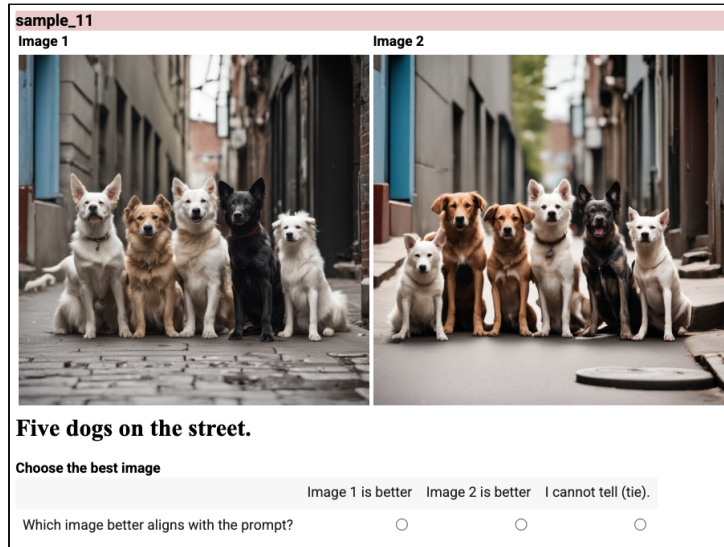 sample_11
Image 1 Image 2
Five dogs on the street.
Choose the best image
Image 1 is better Image 2 is better I cannot tell (tie).
Which image better aligns with the prompt?